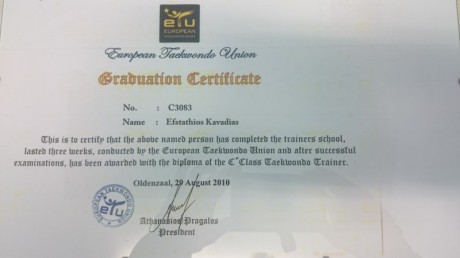 etu
EUROPEAN
European Taekwondo Union
Graduation Certificate
No. : C3083
Name : Efstathios Kavadias
This is to certify that the above named person has completed the trainers school,
lasted three weeks, conducted by the European Taekwondo Union and after successful
examinations, has been awarded with the diploma of the C΄Class Taekwondo Trainer.
Oldenzaal, 29 August 2010
etu
Athanasios Pragalos
President